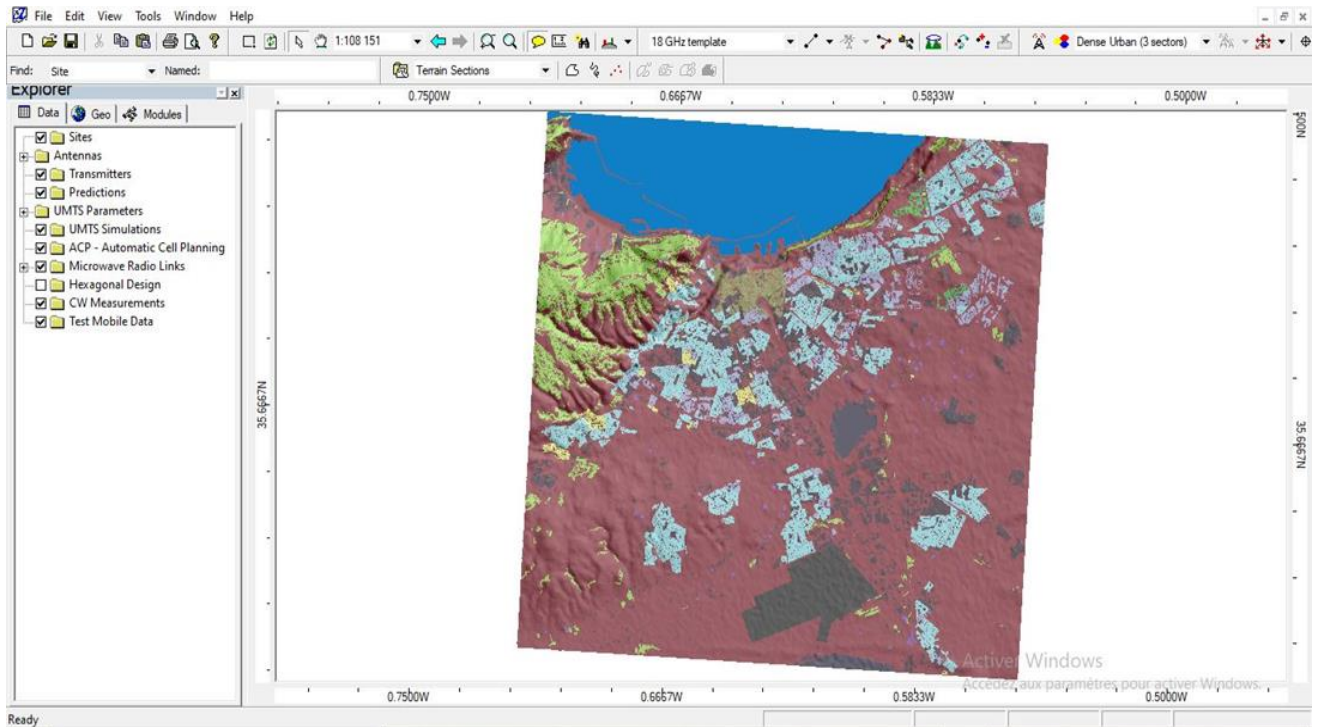 File Edit View Tools Window Help
1:108 151
18 GHz template
Dense Urban (3 sectors)
Find: Site
Named:
Terrain Sections
Explorer
Data Geo Modules
0.7500W 0.6667W 0.5833W 0.5000W
500N
Sites
Antennas
Transmitters
Predictions
UMTS Parameters
UMTS Simulations
ACP - Automatic Cell Planning
Microwave Radio Links
Hexagonal Design
CW Measurements
Test Mobile Data
35.6667N
35.6667N
Activer Windows
Accédez aux paramètres pour activer Windows.
0.7500W 0.6667W 0.5833W 0.5000W
Ready